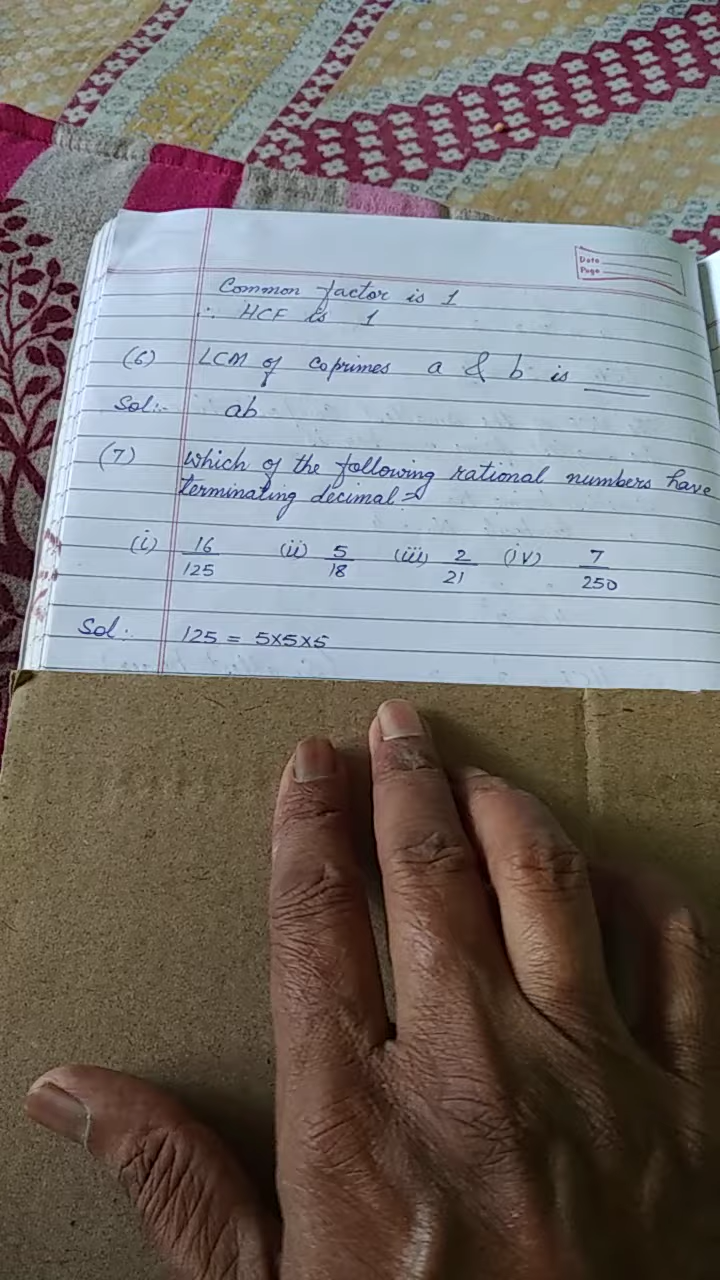 Date
Page
Common factor is 1
∴ HCF is 1
(6) LCM of coprimes a & b is ____
Sol:- ab
(7) Which of the following rational numbers have
terminating decimal⇒
(i) 16/125 (ii) 5/18 (iii) 2/21 (iv) 7/250
Sol: 125 = 5×5×5